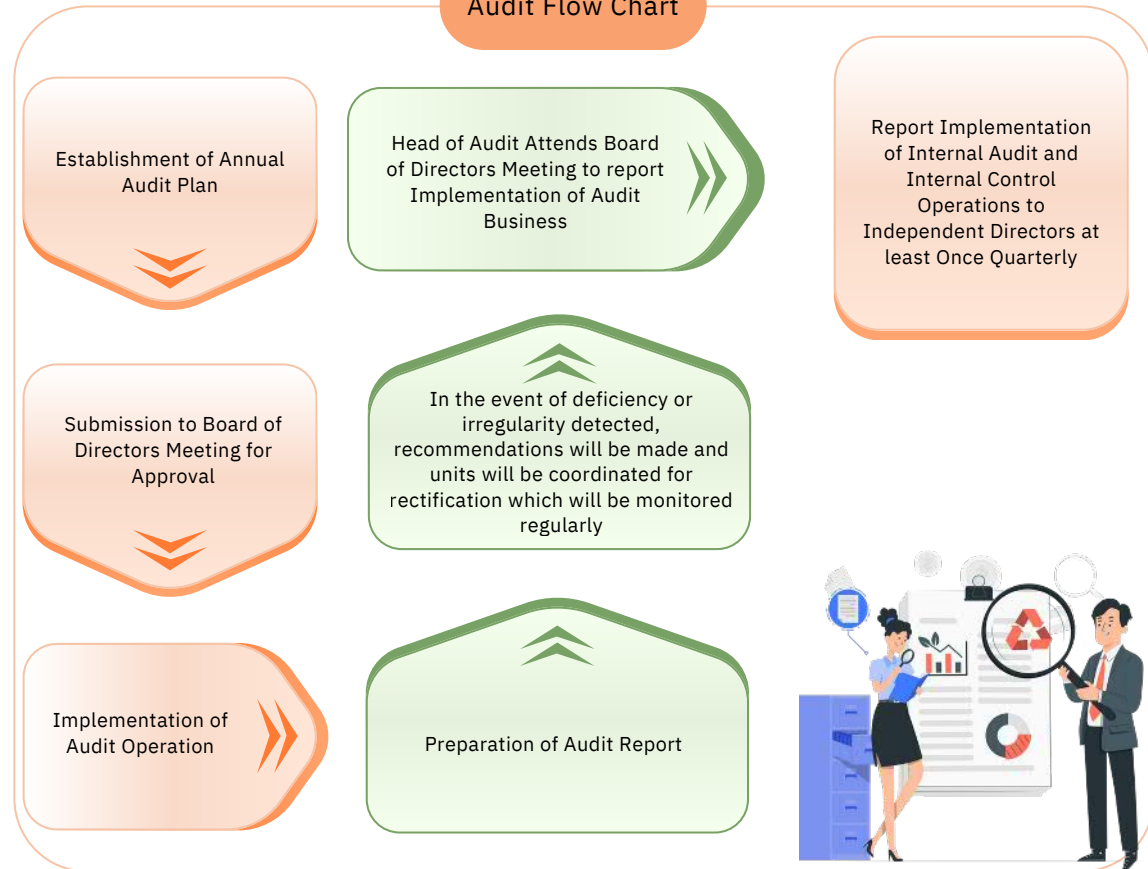 Audit Flow Chart
Establishment of Annual
Audit Plan
Submission to Board of
Directors Meeting for
Approval
Implementation of
Audit Operation
Preparation of Audit Report
In the event of deficiency or
irregularity detected,
recommendations will be made and
units will be coordinated for
rectification which will be monitored
regularly
Head of Audit Attends Board
of Directors Meeting to report
Implementation of Audit
Business
Report Implementation
of Internal Audit and
Internal Control
Operations to
Independent Directors at
least Once Quarterly